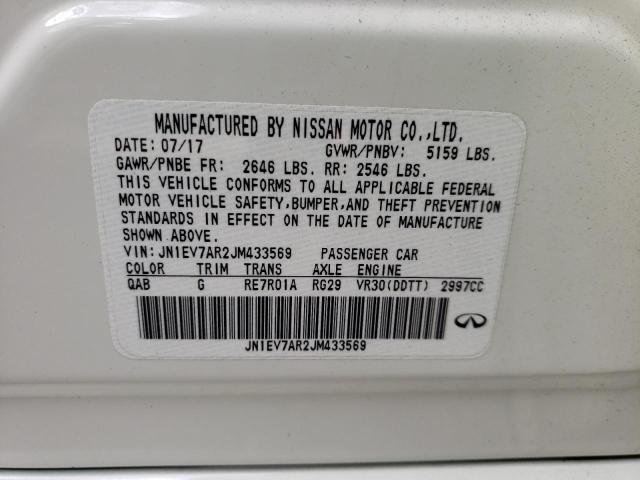 MANUFACTURED BY NISSAN MOTOR CO.,LTD.
DATE: 07/17 GVWR/PNBV: 5159 LBS.
GAWR/PNBE FR: 2646 LBS. RR: 2546 LBS.
THIS VEHICLE CONFORMS TO ALL APPLICABLE FEDERAL
MOTOR VEHICLE SAFETY,BUMPER,AND THEFT PREVENTION
STANDARDS IN EFFECT ON THE DATE OF MANUFACTURE
SHOWN ABOVE.
VIN: JN1EV7AR2JM433569 PASSENGER CAR
COLOR TRIM TRANS AXLE ENGINE
QAB G RE7R01A RG29 VR30(DDTT) 2997CC
JN1EV7AR2JM433569